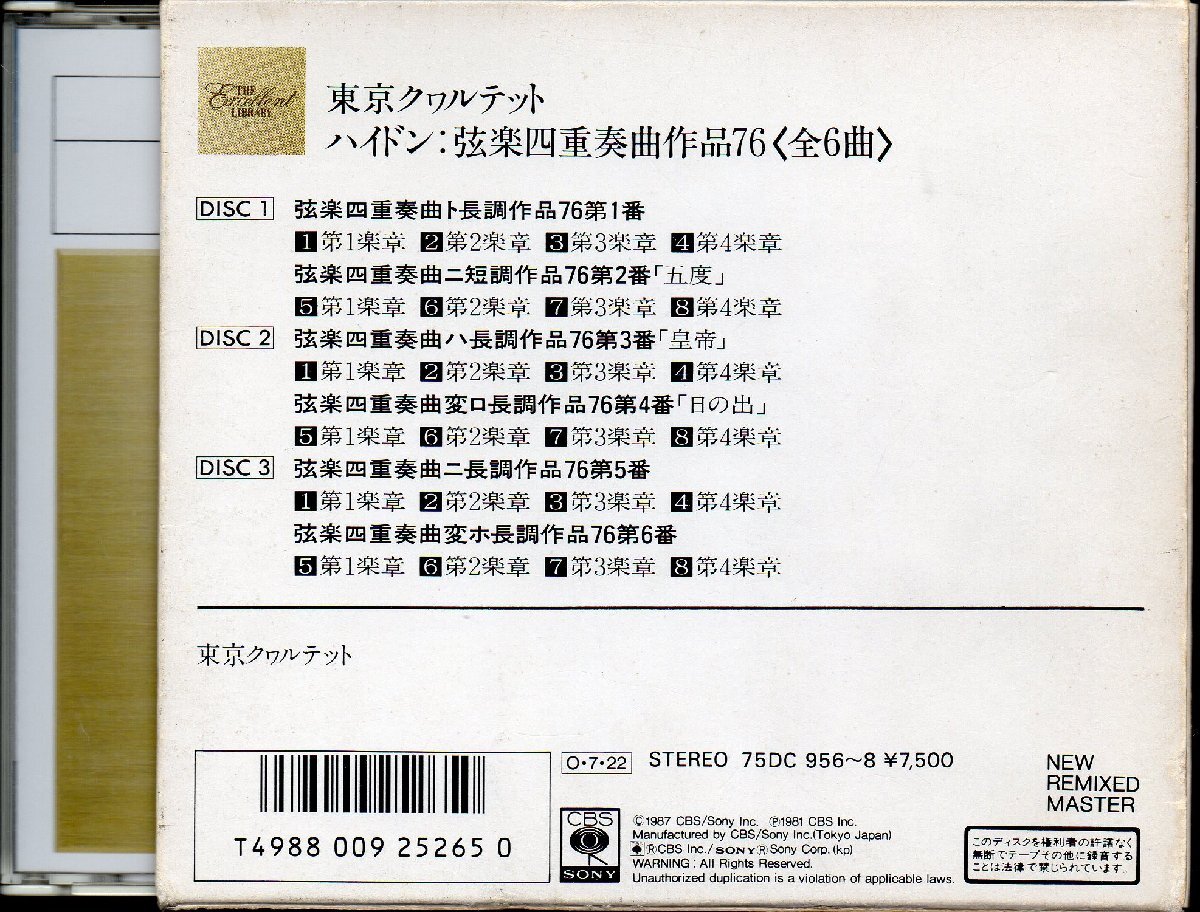 THE
Excellent
LIBRARY
東京クヮルテット
ハイドン:弦楽四重奏曲作品76〈全6曲〉
DISC 1 弦楽四重奏曲ト長調作品76第1番
1 第1楽章 2 第2楽章 3 第3楽章 4 第4楽章
弦楽四重奏曲ニ短調作品76第2番「五度」
5 第1楽章 6 第2楽章 7 第3楽章 8 第4楽章
DISC 2 弦楽四重奏曲ハ長調作品76第3番「皇帝」
1 第1楽章 2 第2楽章 3 第3楽章 4 第4楽章
弦楽四重奏曲変ロ長調作品76第4番「日の出」
5 第1楽章 6 第2楽章 7 第3楽章 8 第4楽章
DISC 3 弦楽四重奏曲ニ長調作品76第5番
1 第1楽章 2 第2楽章 3 第3楽章 4 第4楽章
弦楽四重奏曲変ホ長調作品76第6番
5 第1楽章 6 第2楽章 7 第3楽章 8 第4楽章
東京クヮルテット
T4988 009 25265 0
O・7・22 STEREO 75DC 956〜8 ¥7,500
NEW
REMIXED
MASTER
CBS
SONY
©1987 CBS/Sony Inc. ℗1981 CBS Inc.
Manufactured by CBS/Sony Inc.(Tokyo Japan)
®CBS Inc./SONY®Sony Corp.(kp)
WARNING: All Rights Reserved.
Unauthorized duplication is a violation of applicable laws.
このディスクを権利者の許諾なく
無断でテープその他に録音する
ことは法律で禁じられています。